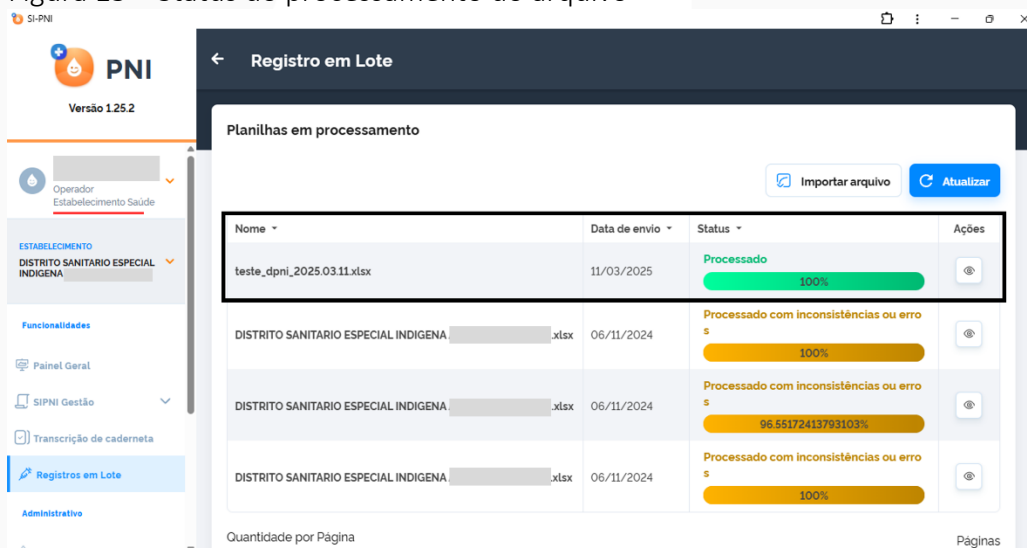 SI-PNI
PNI
Versão 1.25.2
Operador
Estabelecimento Saúde
ESTABELECIMENTO
DISTRITO SANITARIO ESPECIAL
INDIGENA
Funcionalidades
Painel Geral
SIPNI Gestão
Transcrição de caderneta
Registros em Lote
Administrativo
Registro em Lote
Planilhas em processamento
Importar arquivo
Atualizar
Nome Data de envio Status Ações
teste_dpni_2025.03.11.xlsx 11/03/2025 Processado
100%
DISTRITO SANITARIO ESPECIAL INDIGENA .xlsx 06/11/2024 Processado com inconsistências ou erro
s
100%
DISTRITO SANITARIO ESPECIAL INDIGENA .xlsx 06/11/2024 Processado com inconsistências ou erro
s
96.55172413793103%
DISTRITO SANITARIO ESPECIAL INDIGENA .xlsx 06/11/2024 Processado com inconsistências ou erro
s
100%
Quantidade por Página
Páginas